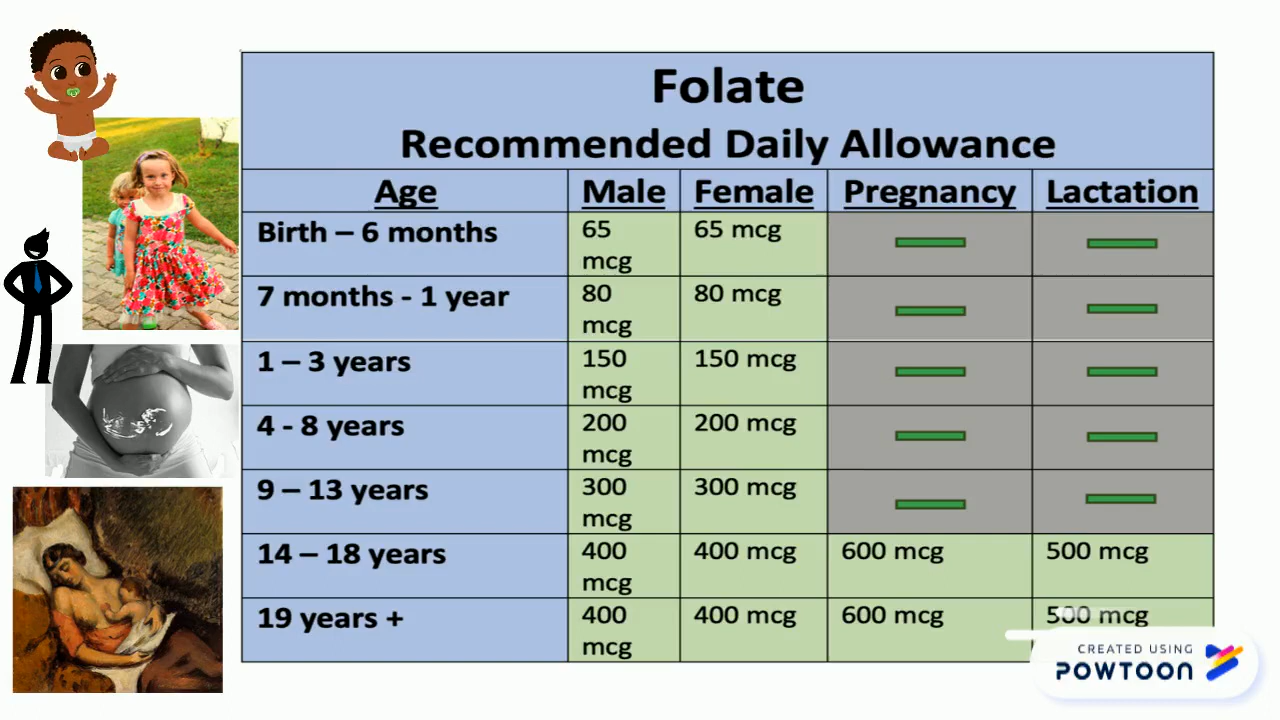 Folate
Recommended Daily Allowance
Age Male Female Pregnancy Lactation
Birth – 6 months 65 mcg 65 mcg
7 months - 1 year 80 mcg 80 mcg
1 – 3 years 150 mcg 150 mcg
4 - 8 years 200 mcg 200 mcg
9 – 13 years 300 mcg 300 mcg
14 – 18 years 400 mcg 400 mcg 600 mcg 500 mcg
19 years + 400 mcg 400 mcg 600 mcg 500 mcg
CREATED USING
POWTOON